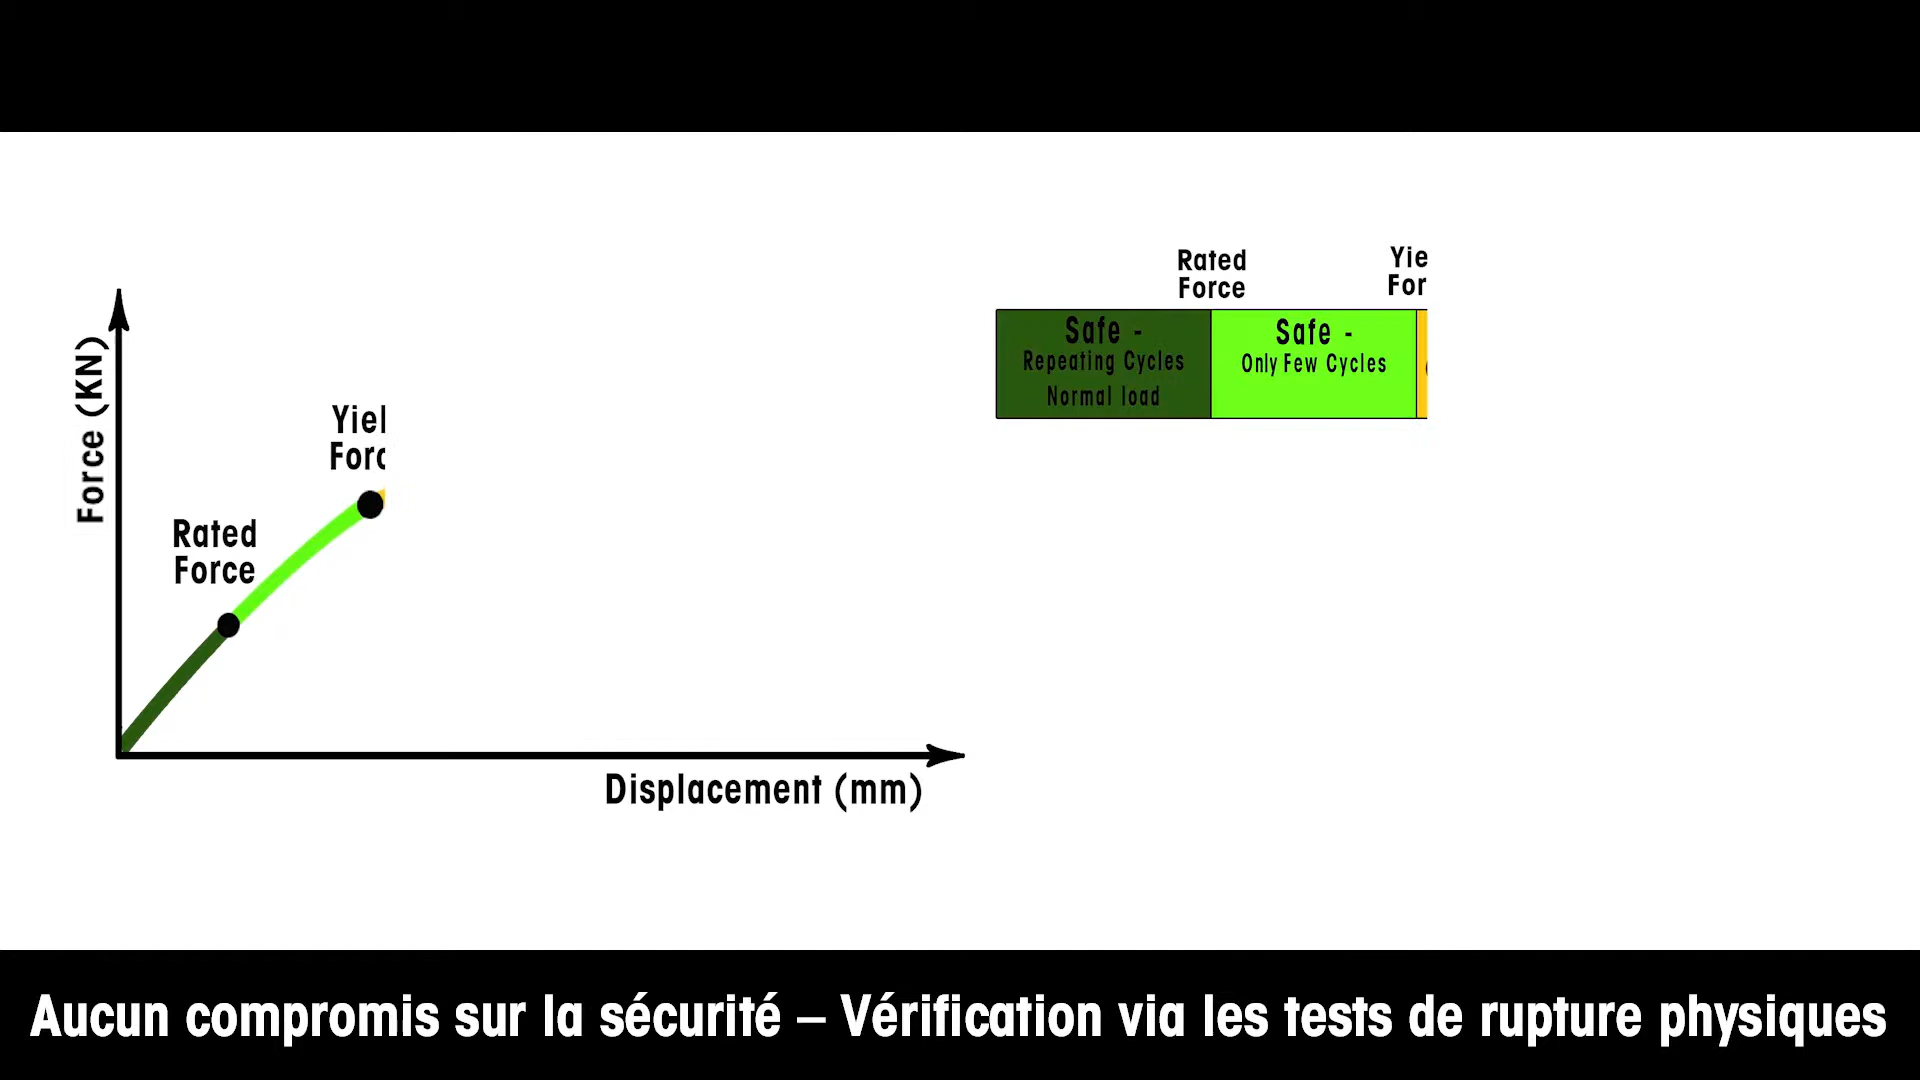 Force (KN)
Yiel
Forc
Rated
Force
Displacement (mm)
Rated
Force
Yie
For
Safe -
Repeating Cycles
Normal load
Safe -
Only Few Cycles
Aucun compromis sur la sécurité – Vérification via les tests de rupture physiques